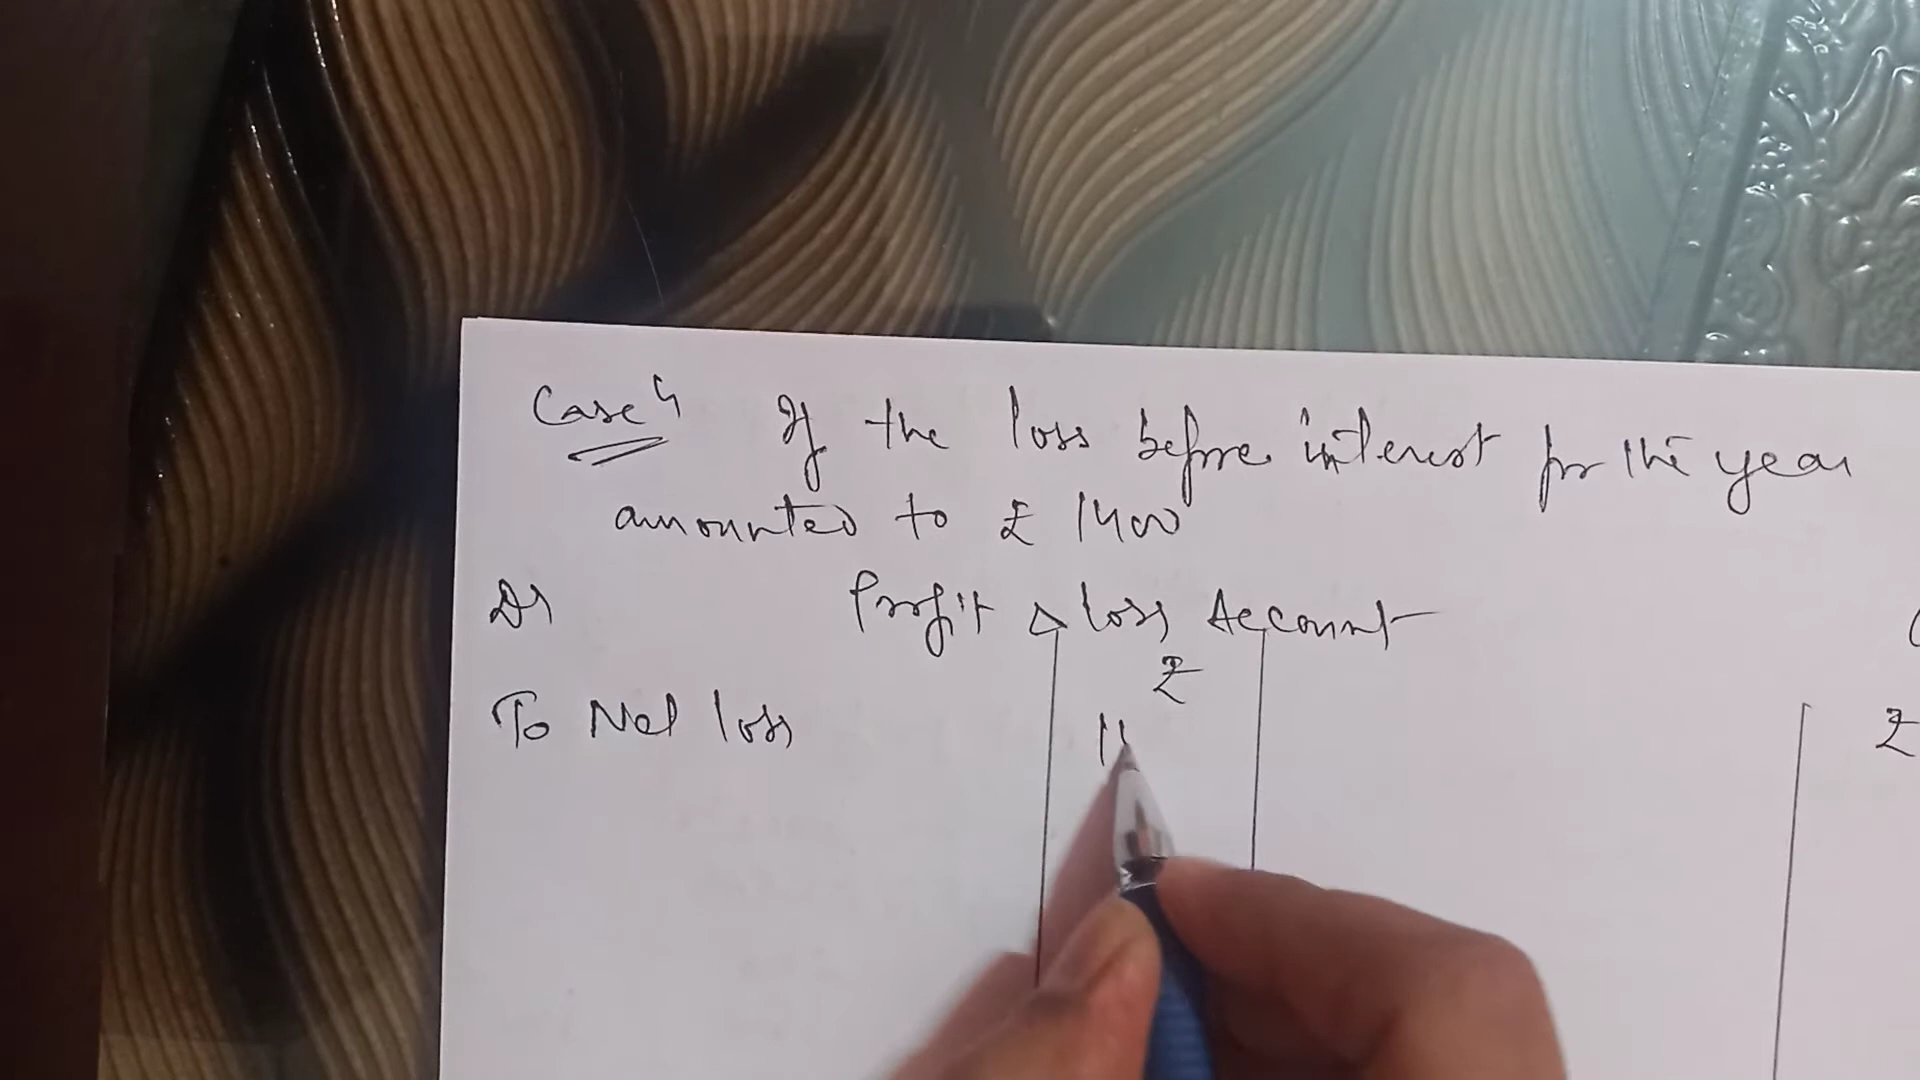 Case 4 If the loss before interest for the year
amounted to ₹ 1400
Dr Profit & loss Account
₹
To Net loss ₹